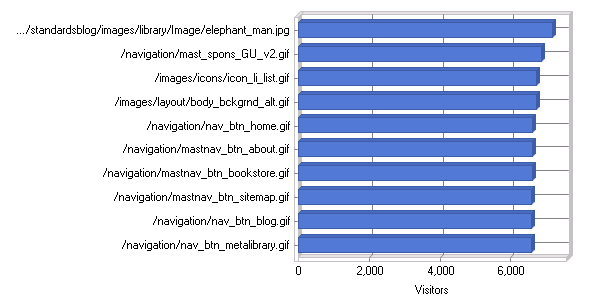 .../standardsblog/images/library/Image/elephant_man.jpg
/navigation/mast_spons_GU_v2.gif
/images/icons/icon_li_list.gif
/images/layout/body_bckgrnd_alt.gif
/navigation/nav_btn_home.gif
/navigation/mastnav_btn_about.gif
/navigation/mastnav_btn_bookstore.gif
/navigation/mastnav_btn_sitemap.gif
/navigation/nav_btn_blog.gif
/navigation/nav_btn_metalibrary.gif
0 2,000 4,000 6,000
Visitors